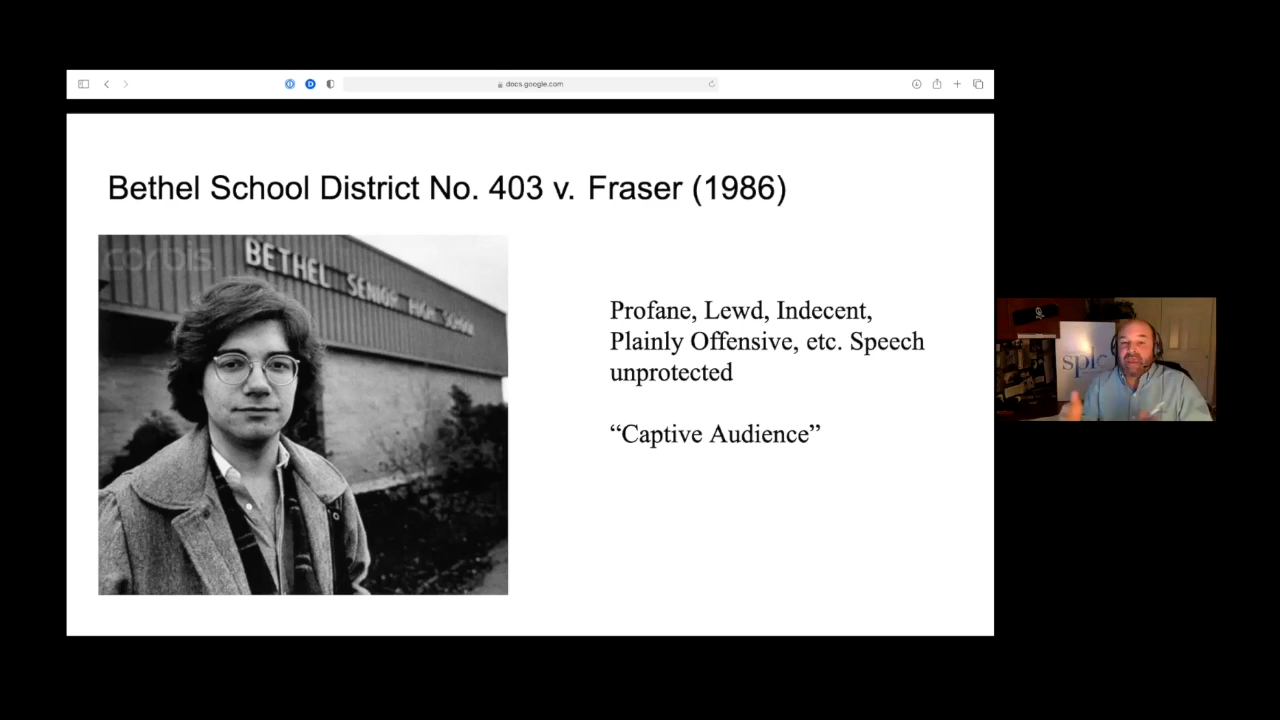 docs.google.com
Bethel School District No. 403 v. Fraser (1986)
corbis
BETHEL SENIOR HIGH SCHOOL
Profane, Lewd, Indecent,
Plainly Offensive, etc. Speech
unprotected
“Captive Audience”
splc